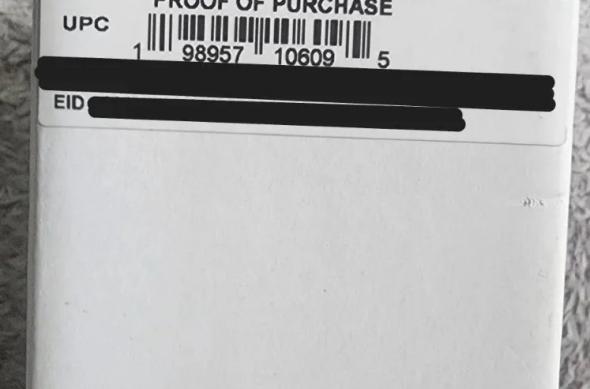 PROOF OF PURCHASE
UPC
1 98957 10609 5
EID